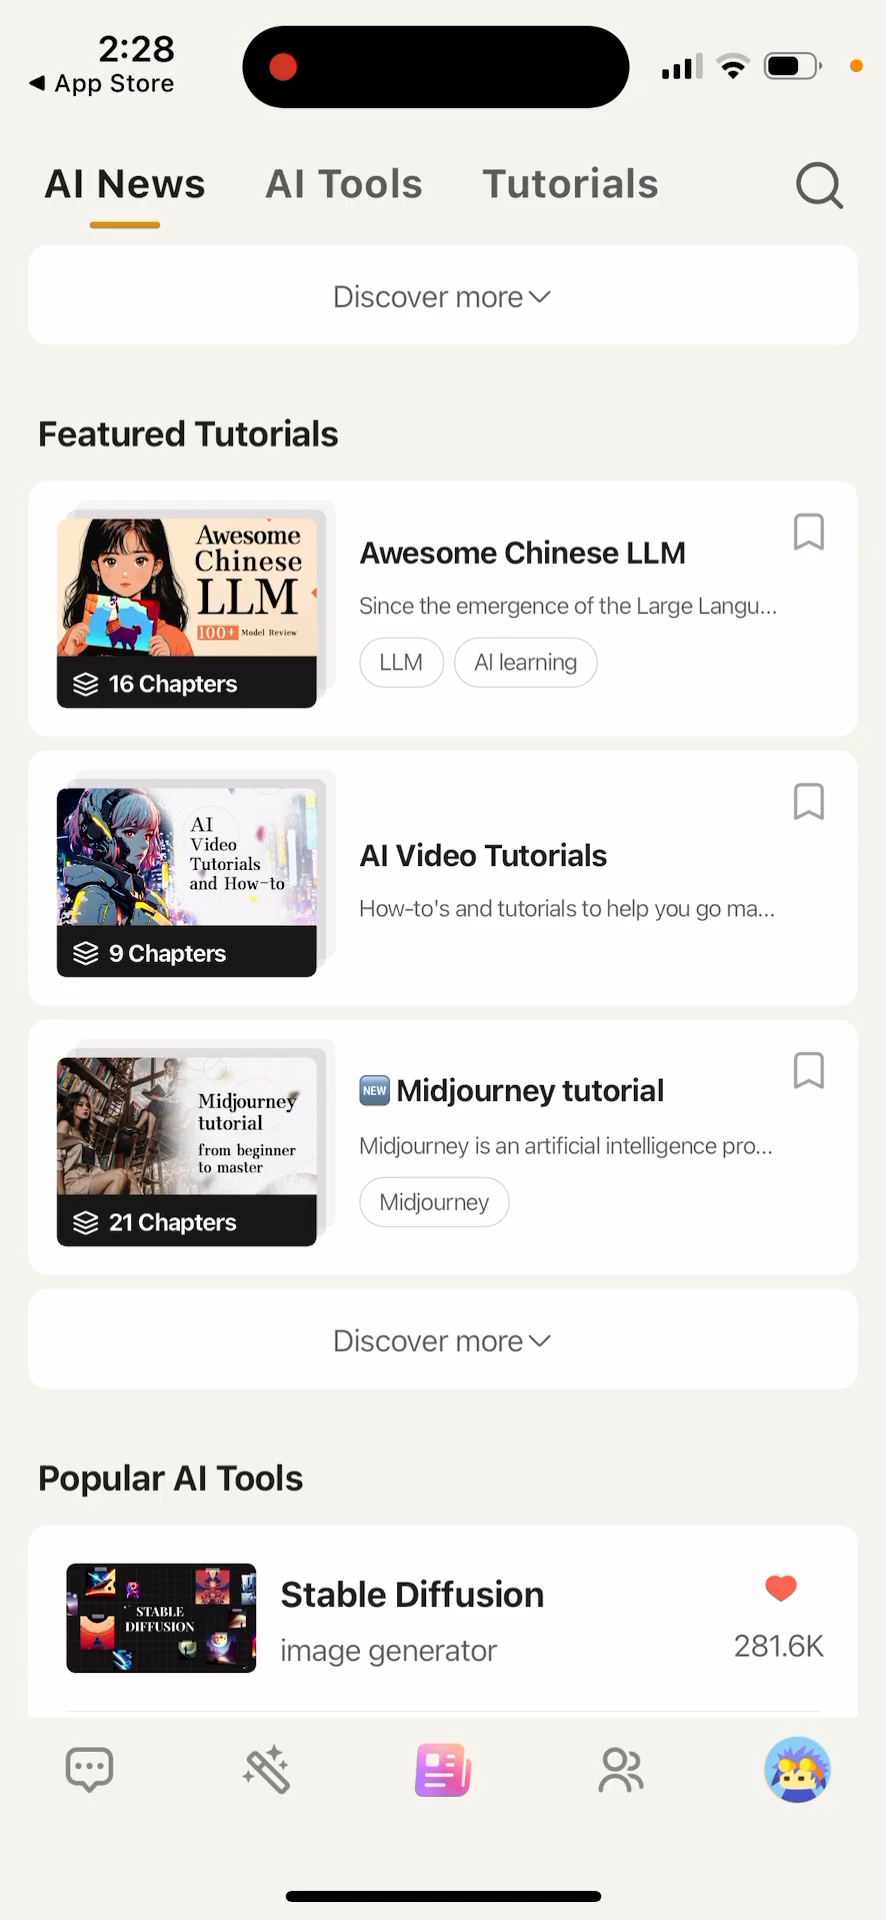 2:28
◀ App Store
AI News
AI Tools
Tutorials
Discover more
Featured Tutorials
Awesome
Chinese
LLM
100+ Model Review
16 Chapters
Awesome Chinese LLM
Since the emergence of the Large Langu...
LLM
AI learning
AI
Video
Tutorials
and How-to
9 Chapters
AI Video Tutorials
How-to's and tutorials to help you go ma...
Midjourney
tutorial
from beginner
to master
21 Chapters
NEW Midjourney tutorial
Midjourney is an artificial intelligence pro...
Midjourney
Discover more
Popular AI Tools
STABLE
DIFFUSION
Stable Diffusion
image generator
281.6K